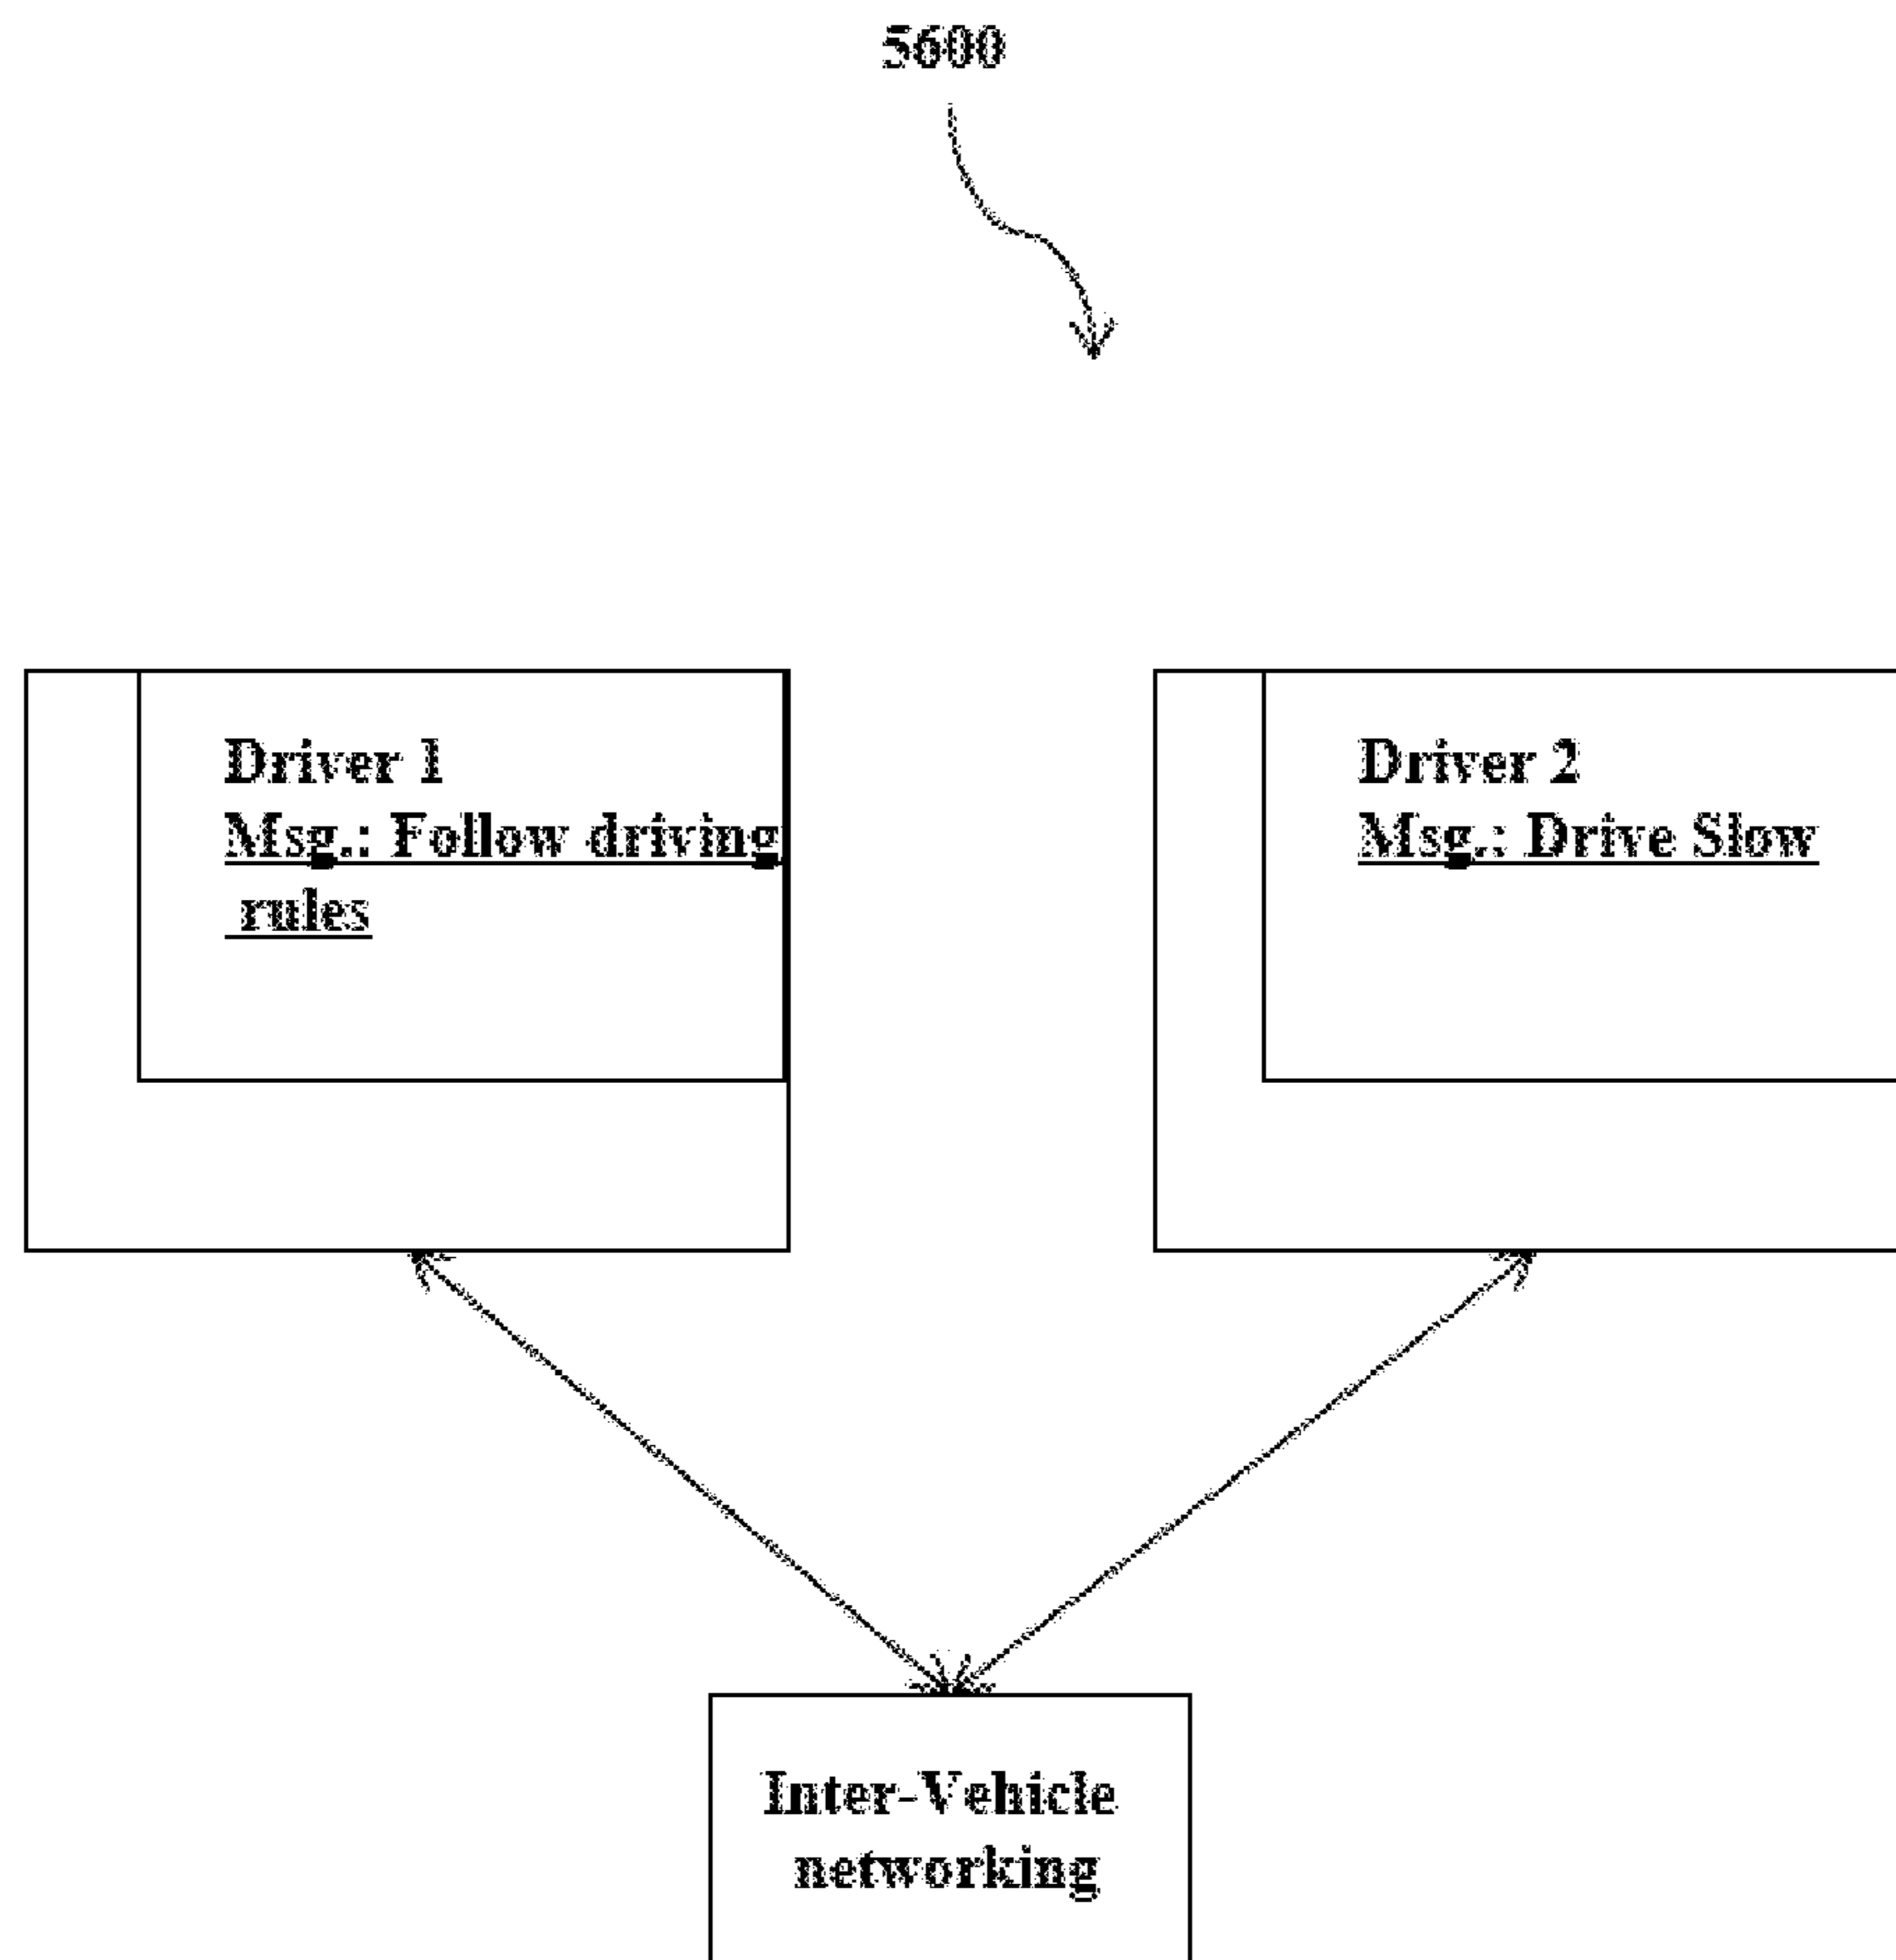 5600
Driver 1
Msg.: Follow driving
rules
Driver 2
Msg.: Drive Slow
Inter-Vehicle
networking